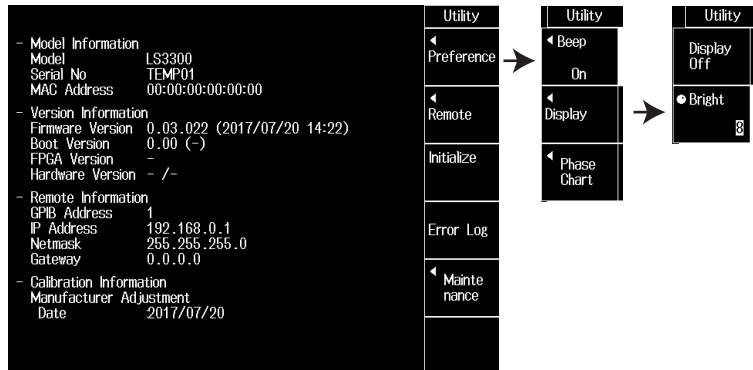 - Model Information
Model LS3300
Serial No TEMP01
MAC Address 00:00:00:00:00:00
- Version Information
Firmware Version 0.03.022 (2017/07/20 14:22)
Boot Version 0.00 (-)
FPGA Version -
Hardware Version - /-
- Remote Information
GPIB Address 1
IP Address 192.168.0.1
Netmask 255.255.255.0
Gateway 0.0.0.0
- Calibration Information
Manufacturer Adjustment
Date 2017/07/20
Utility
Preference
Remote
Initialize
Error Log
Mainte
nance
Utility
Beep
On
Display
Phase
Chart
Utility
Display
Off
Bright
8